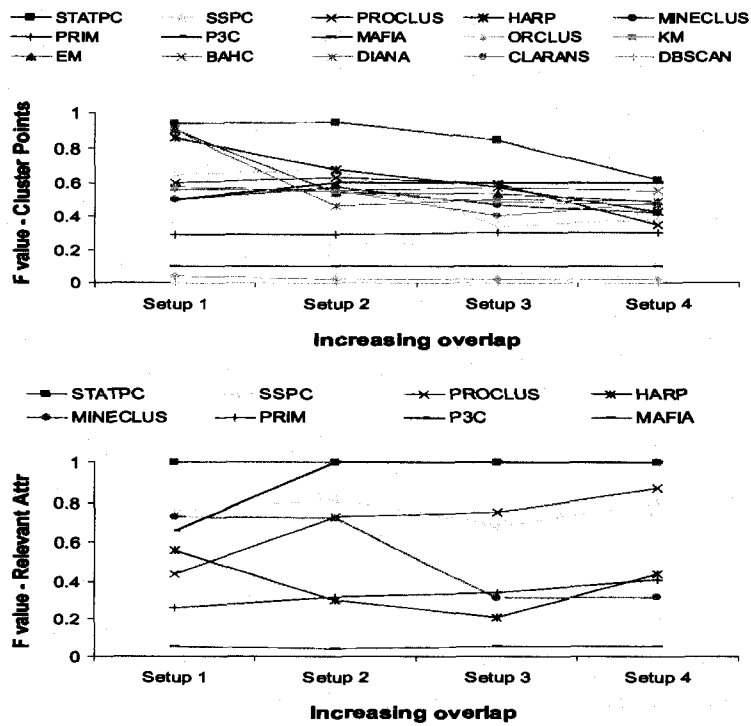 STATPC SSPC PROCLUS HARP MINECLUS
PRIM P3C MAFIA ORCLUS KM
EM BAHC DIANA CLARANS DBSCAN
F value - Cluster Points
1
0.8
0.6
0.4
0.2
0
Setup 1 Setup 2 Setup 3 Setup 4
Increasing overlap
STATPC SSPC PROCLUS HARP
MINECLUS PRIM P3C MAFIA
F value - Relevant Attr
1
0.8
0.6
0.4
0.2
0
Setup 1 Setup 2 Setup 3 Setup 4
Increasing overlap